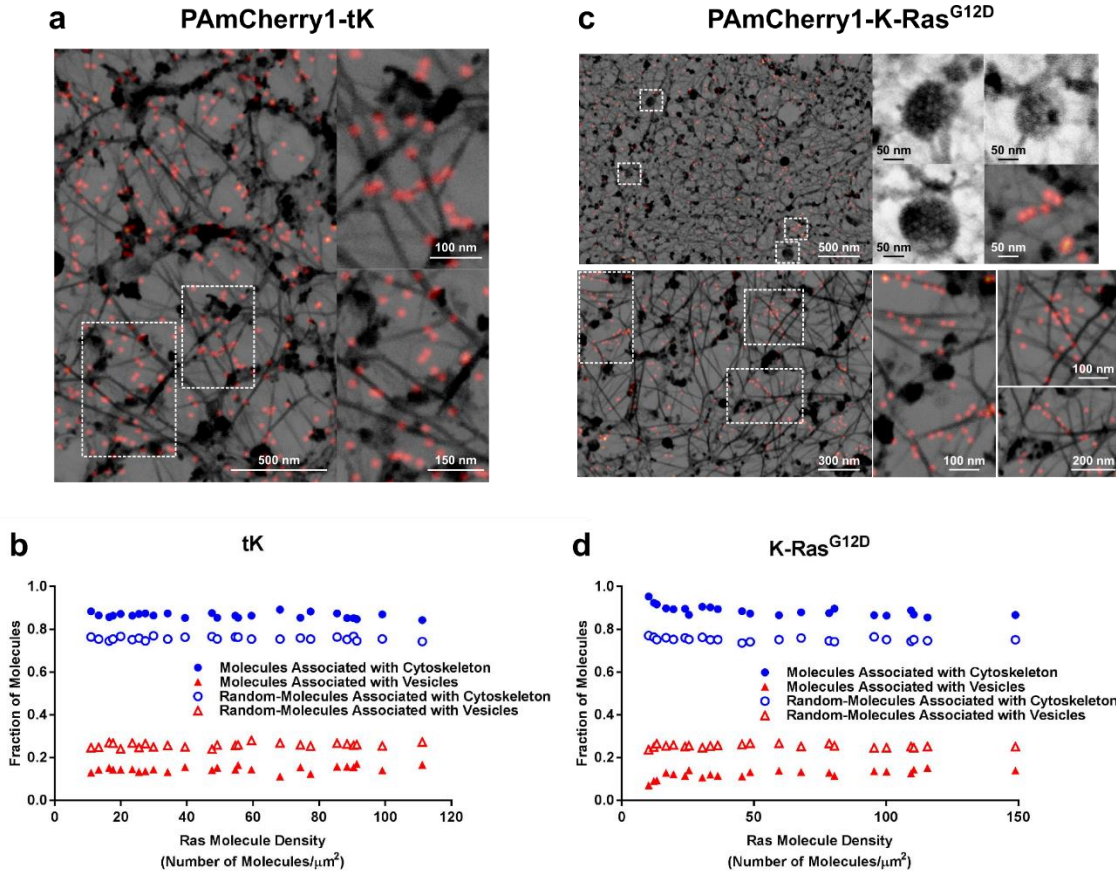 a
PAmCherry1-tK
100 nm
500 nm
150 nm
c
PAmCherry1-K-Ras^G12D
500 nm
50 nm
50 nm
50 nm
50 nm
300 nm
100 nm
100 nm
200 nm
b
tK
Fraction of Molecules
1.0
0.8
0.6
0.4
0.2
0.0
Molecules Associated with Cytoskeleton
Molecules Associated with Vesicles
Random-Molecules Associated with Cytoskeleton
Random-Molecules Associated with Vesicles
0 20 40 60 80 100 120
Ras Molecule Density
(Number of Molecules/μm²)
d
K-Ras^G12D
Fraction of Molecules
1.0
0.8
0.6
0.4
0.2
0.0
Molecules Associated with Cytoskeleton
Molecules Associated with Vesicles
Random-Molecules Associated with Cytoskeleton
Random-Molecules Associated with Vesicles
0 50 100 150
Ras Molecule Density
(Number of Molecules/μm²)